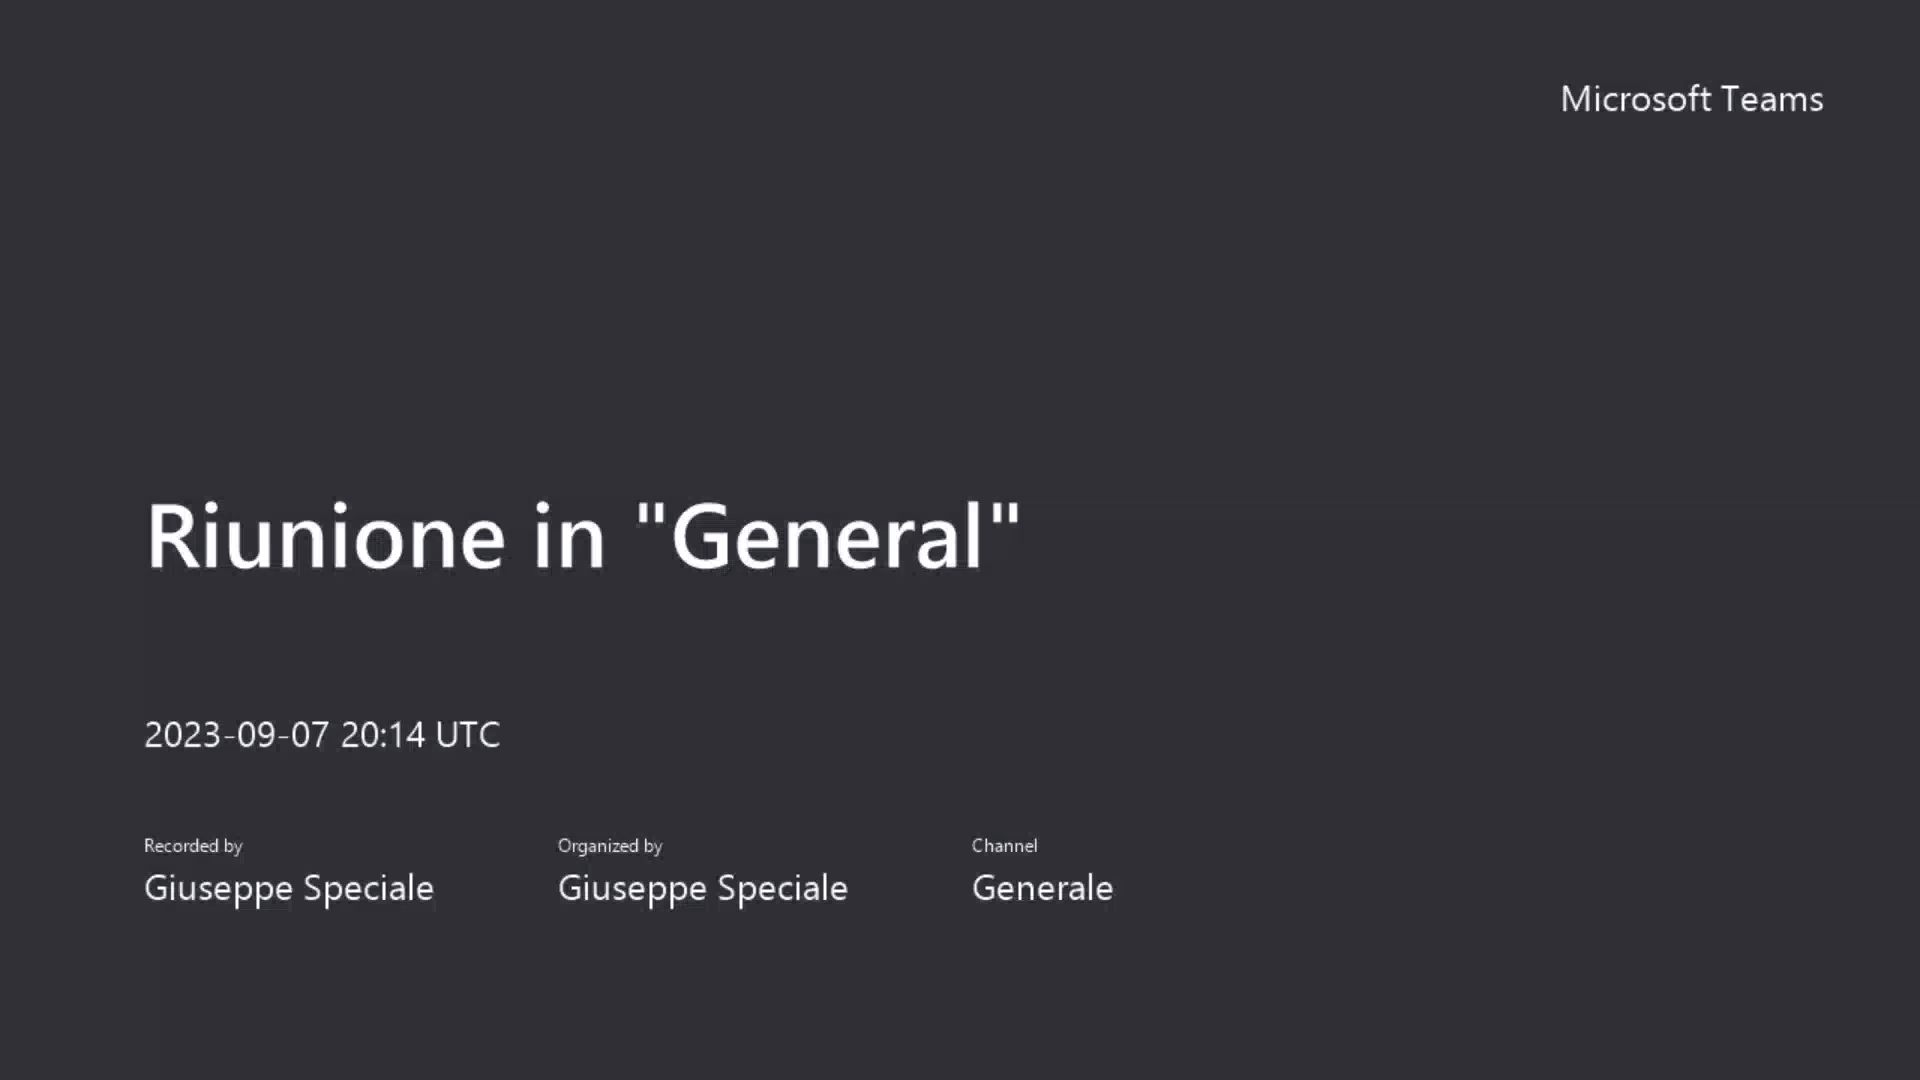 Microsoft Teams
Riunione in "General"
2023-09-07 20:14 UTC
Recorded by
Giuseppe Speciale
Organized by
Giuseppe Speciale
Channel
Generale